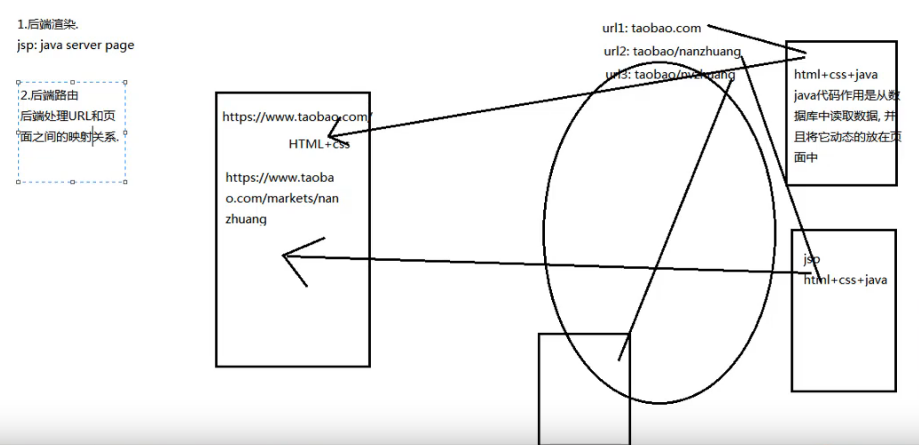 1.后端渲染.
jsp: java server page
2.后端路由
后端处理URL和页
面之间的映射关系.
https://www.taobao.com/
HTML+css
https://www.taoba
o.com/markets/nan
zhuang
url1: taobao.com
url2: taobao/nanzhuang
url3: taobao/nvzhuang
html+css+java
java代码作用是从数
据库中读取数据, 并
且将它动态的放在页
面中
jsp
html+css+java